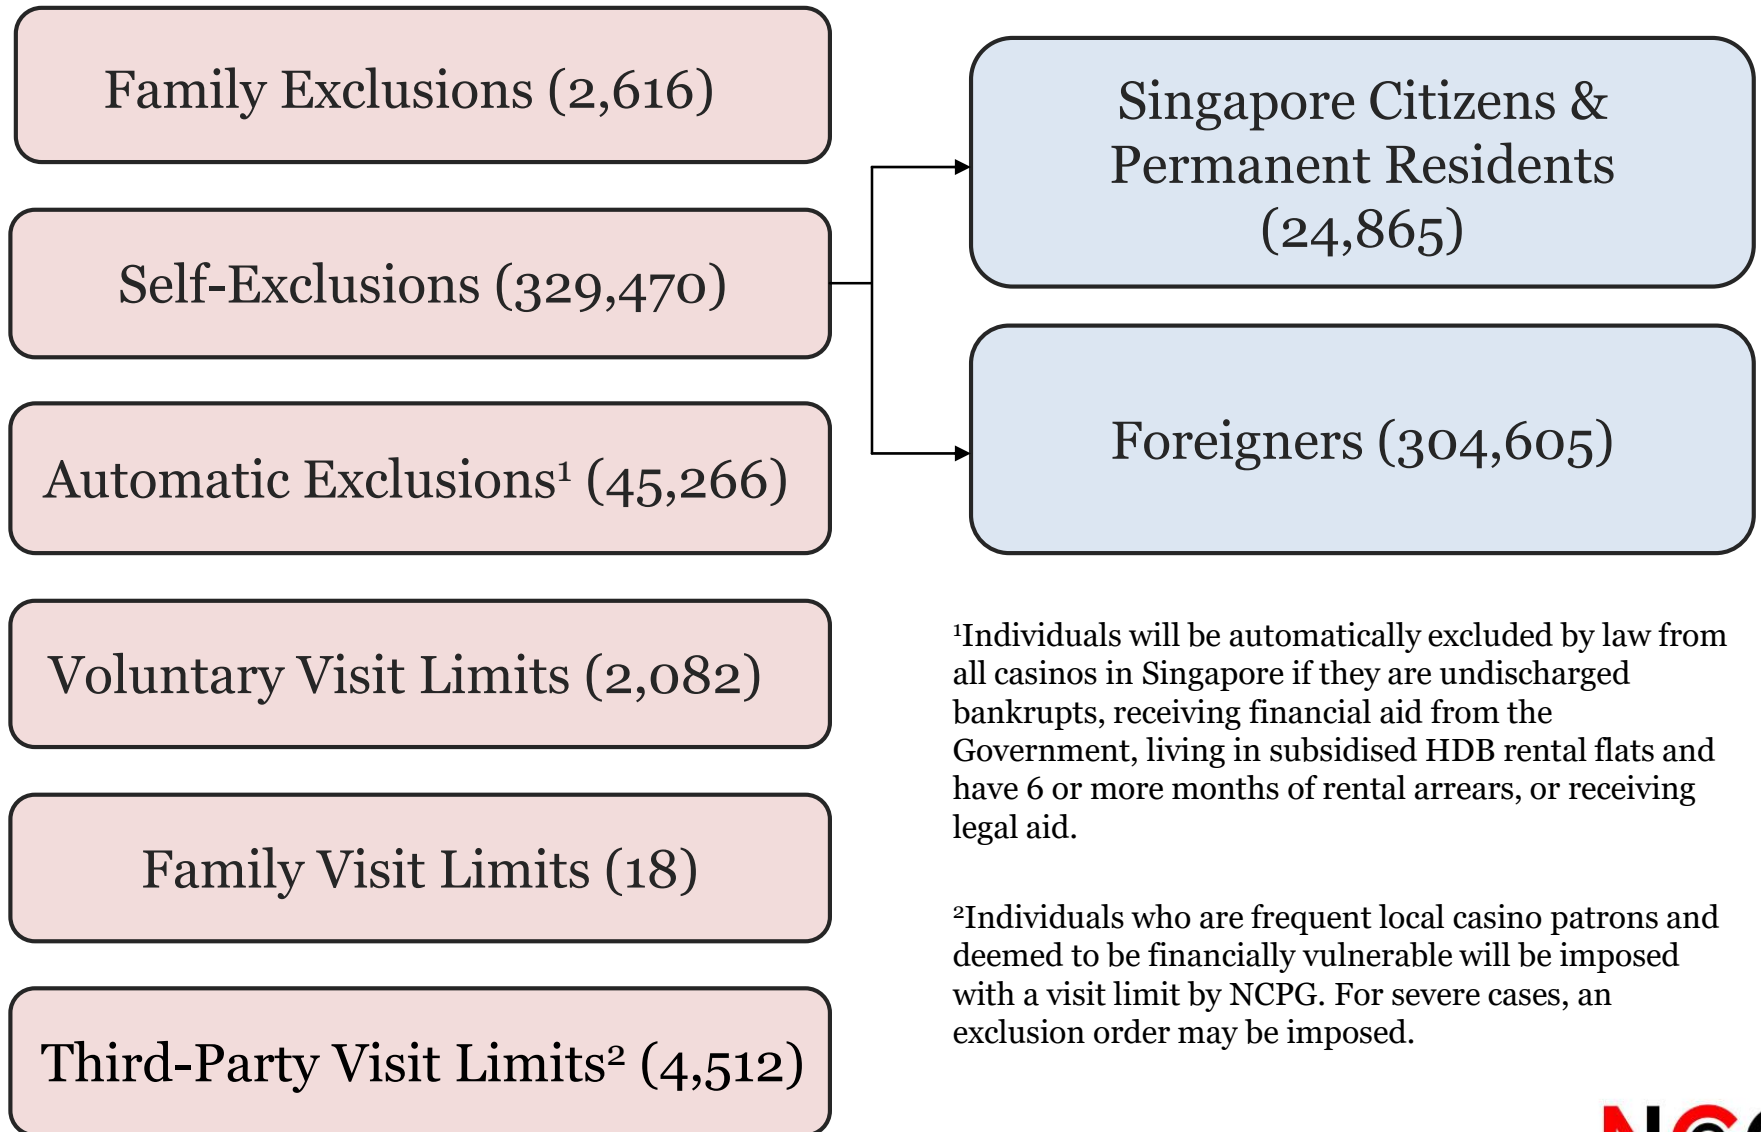 Family Exclusions (2,616)
Self-Exclusions (329,470)
Automatic Exclusions¹ (45,266)
Voluntary Visit Limits (2,082)
Family Visit Limits (18)
Third-Party Visit Limits² (4,512)
Singapore Citizens &
Permanent Residents
(24,865)
Foreigners (304,605)
¹Individuals will be automatically excluded by law from
all casinos in Singapore if they are undischarged
bankrupts, receiving financial aid from the
Government, living in subsidised HDB rental flats and
have 6 or more months of rental arrears, or receiving
legal aid.
²Individuals who are frequent local casino patrons and
deemed to be financially vulnerable will be imposed
with a visit limit by NCPG. For severe cases, an
exclusion order may be imposed.